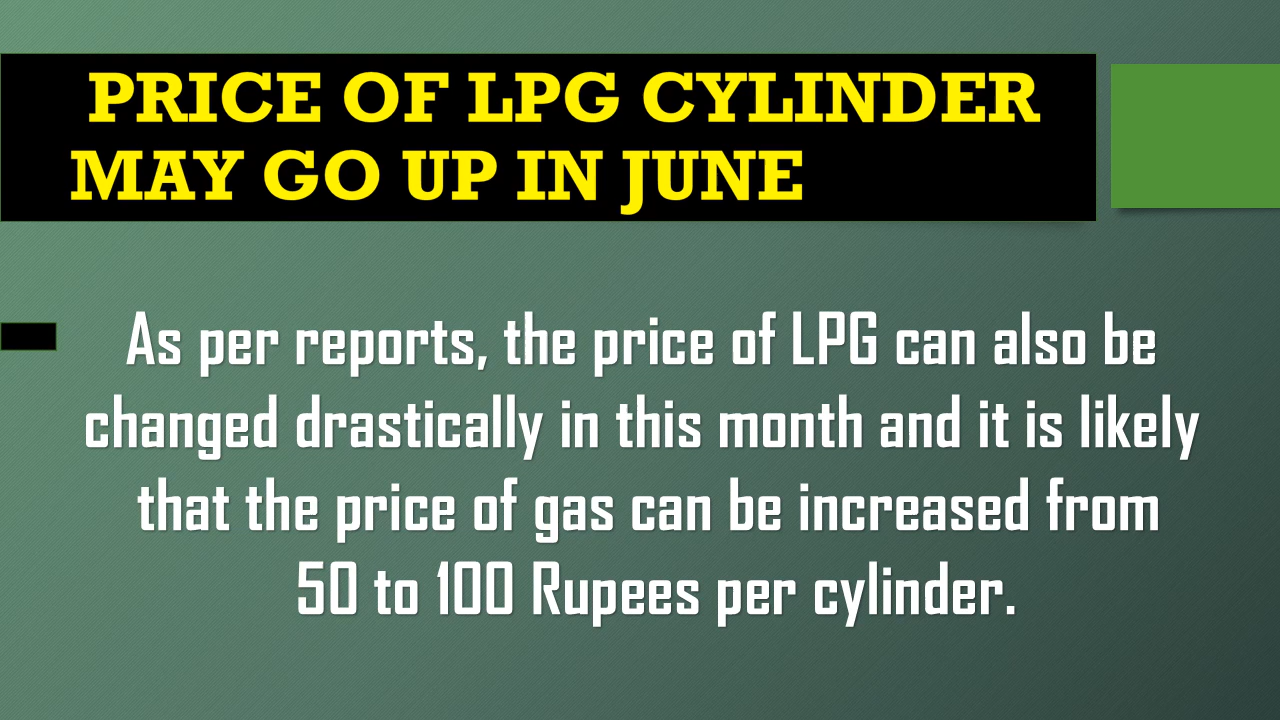 PRICE OF LPG CYLINDER
MAY GO UP IN JUNE
As per reports, the price of LPG can also be
changed drastically in this month and it is likely
that the price of gas can be increased from
50 to 100 Rupees per cylinder.